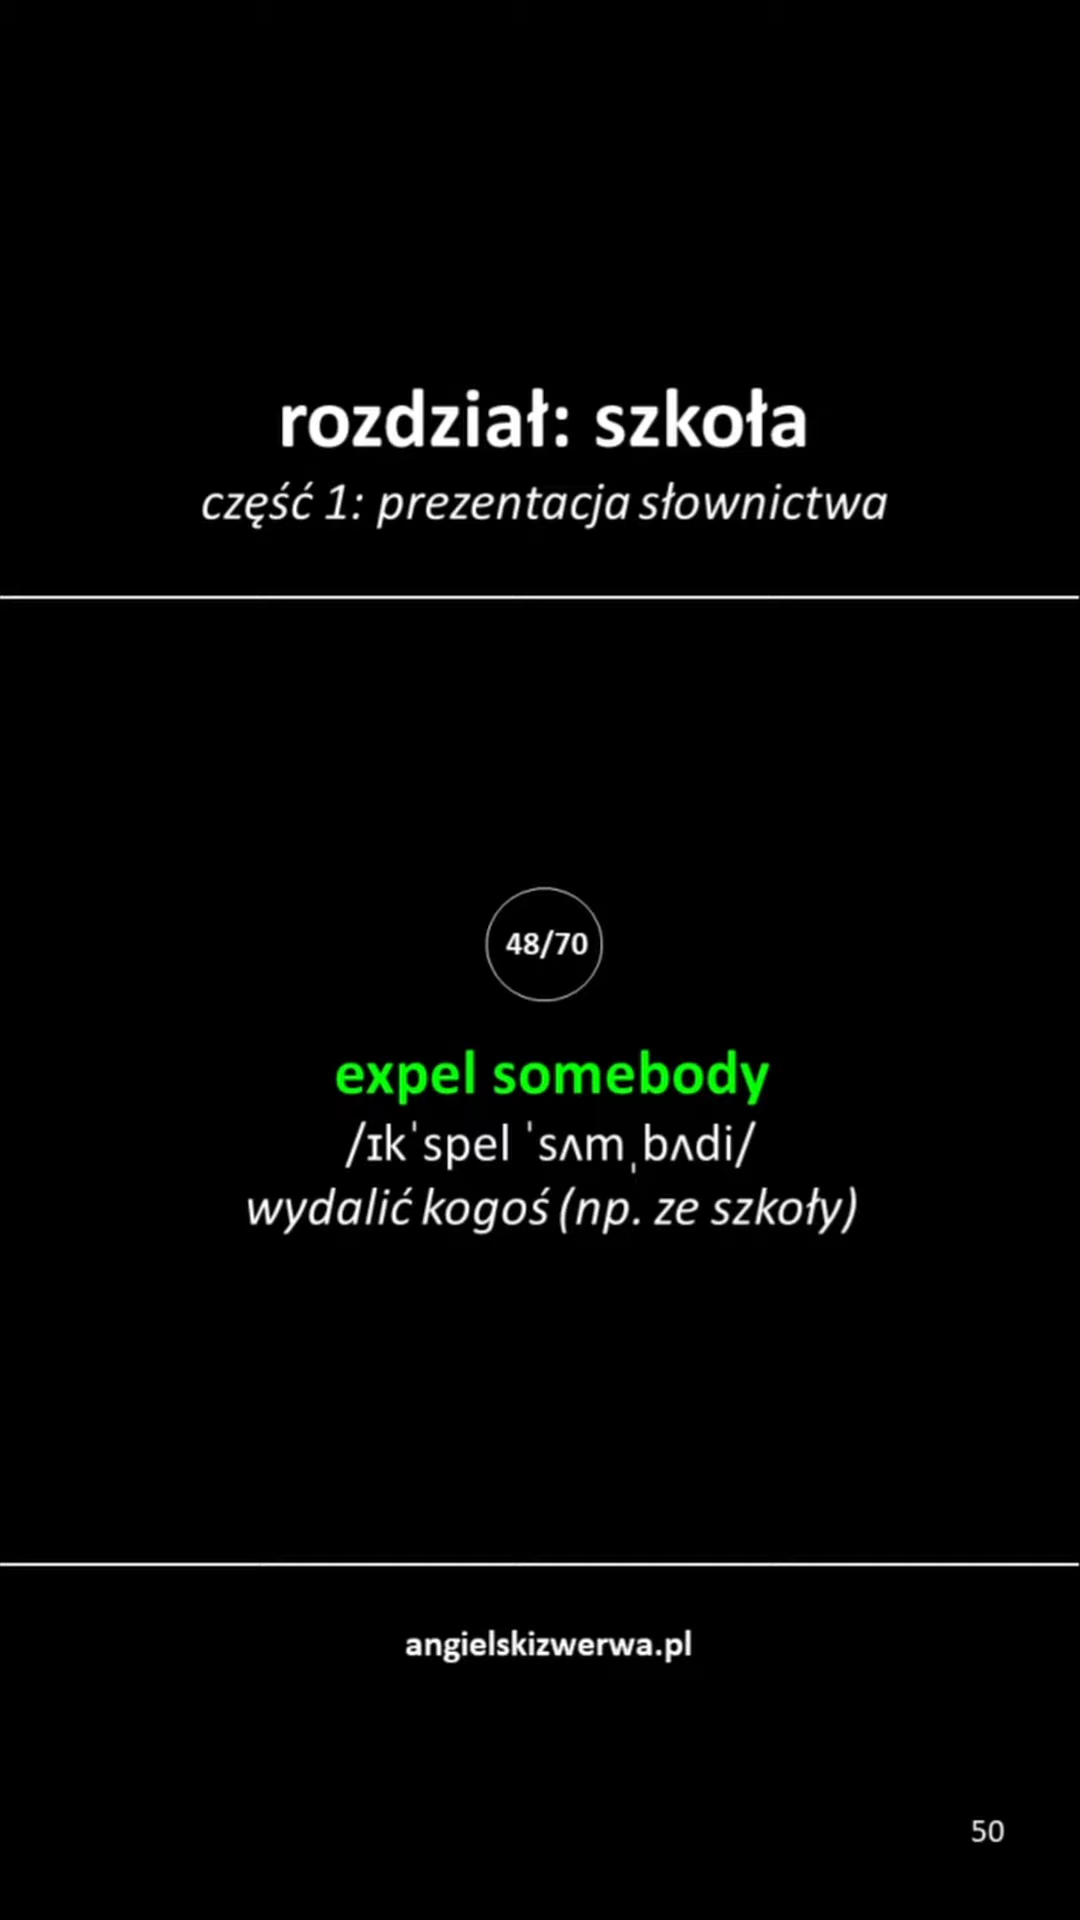 rozdział: szkoła
część 1: prezentacja słownictwa
48/70
expel somebody
/ɪkˈspel ˈsʌmˌbʌdi/
wydalić kogoś (np. ze szkoły)
angielskizwerwa.pl
50